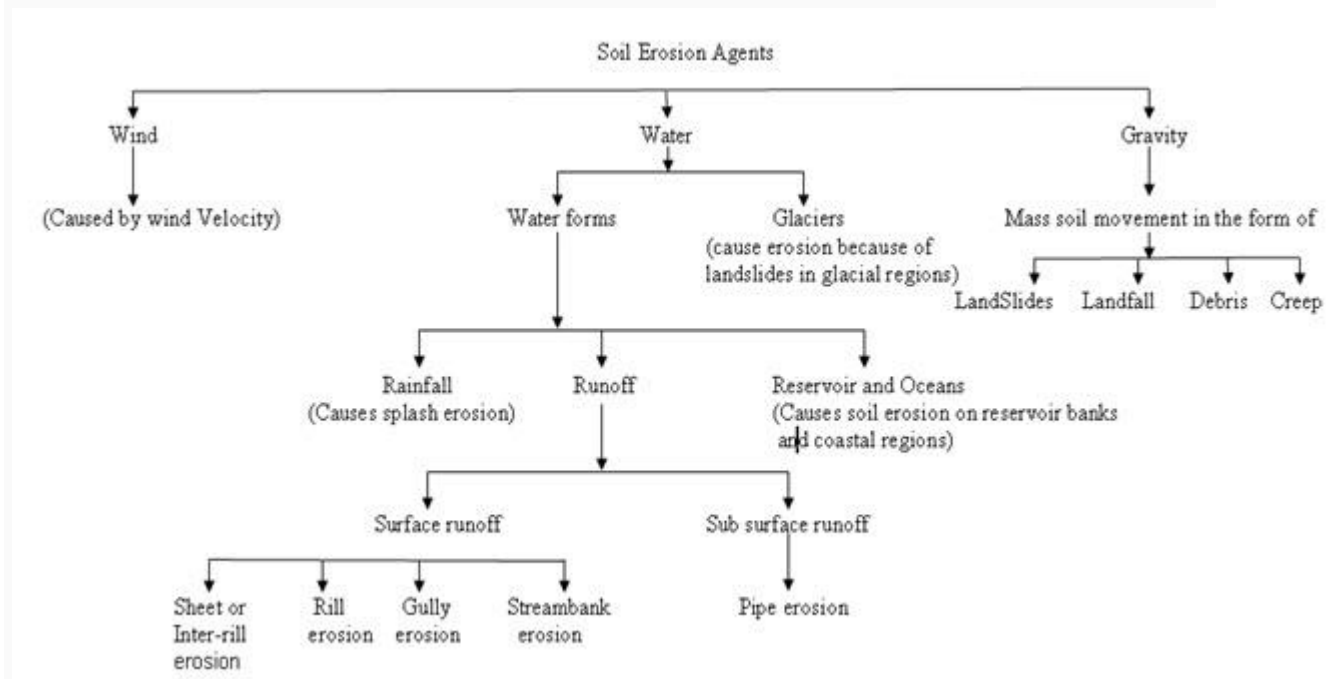 Soil Erosion Agents
Wind
Water
Gravity
(Caused by wind Velocity)
Water forms
Glaciers
(cause erosion because of
landslides in glacial regions)
Mass soil movement in the form of
LandSlides
Landfall
Debris
Creep
Rainfall
(Causes splash erosion)
Runoff
Reservoir and Oceans
(Causes soil erosion on reservoir banks
and coastal regions)
Surface runoff
Sub surface runoff
Sheet or
Inter-rill
erosion
Rill
erosion
Gully
erosion
Streambank
erosion
Pipe erosion